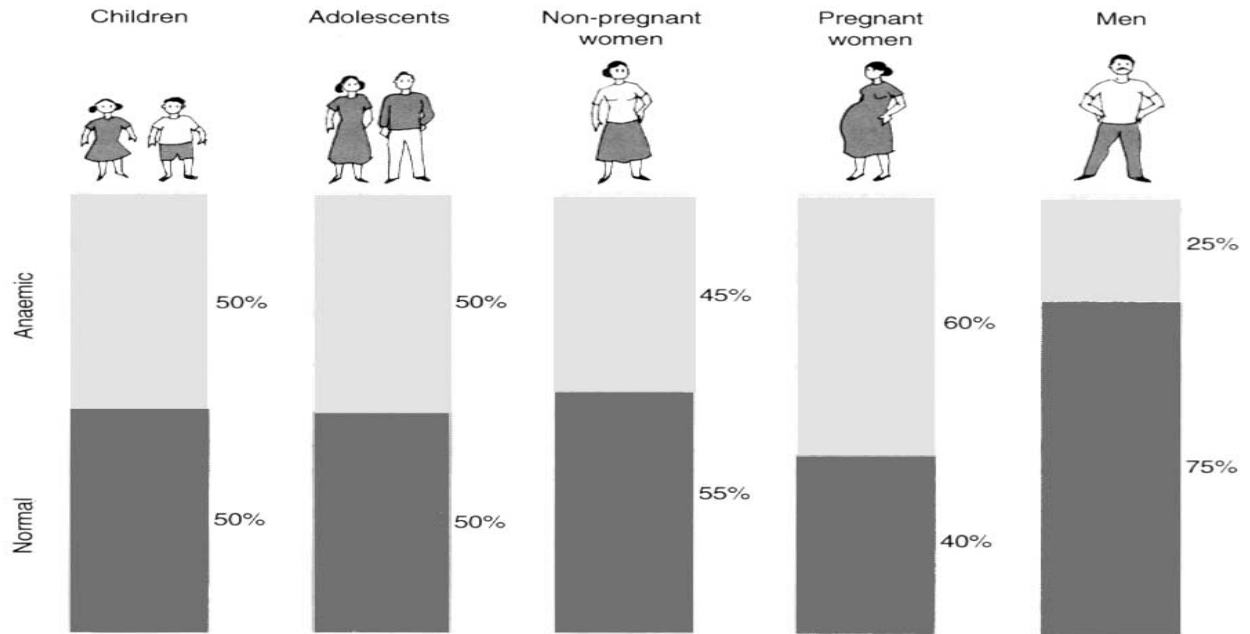 Children
Adolescents
Non-pregnant
women
Pregnant
women
Men
Anaemic
50%
50%
45%
60%
25%
Normal
50%
50%
55%
40%
75%